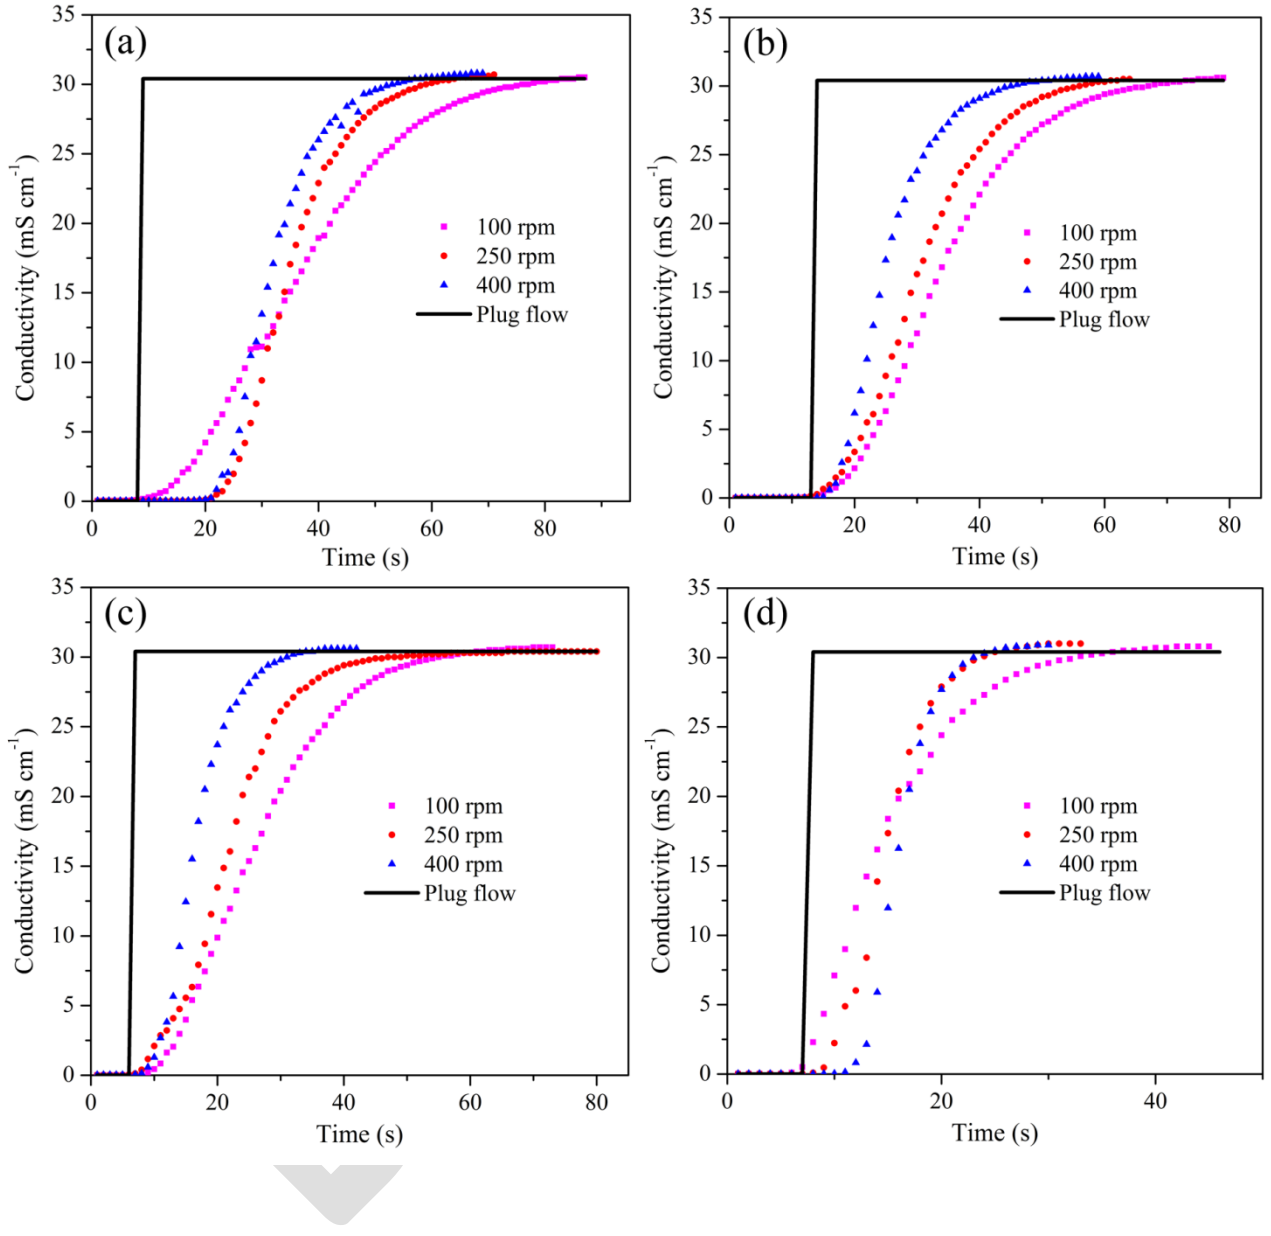 (a)
35
30
25
20
15
10
5
0
Conductivity (mS cm-1)
100 rpm
250 rpm
400 rpm
Plug flow
0 20 40 60 80
Time (s)
(b)
35
30
25
20
15
10
5
0
Conductivity (mS cm-1)
100 rpm
250 rpm
400 rpm
Plug flow
0 20 40 60 80
Time (s)
(c)
35
30
25
20
15
10
5
0
Conductivity (mS cm-1)
100 rpm
250 rpm
400 rpm
Plug flow
0 20 40 60 80
Time (s)
(d)
35
30
25
20
15
10
5
0
Conductivity (mS cm-1)
100 rpm
250 rpm
400 rpm
Plug flow
0 20 40
Time (s)